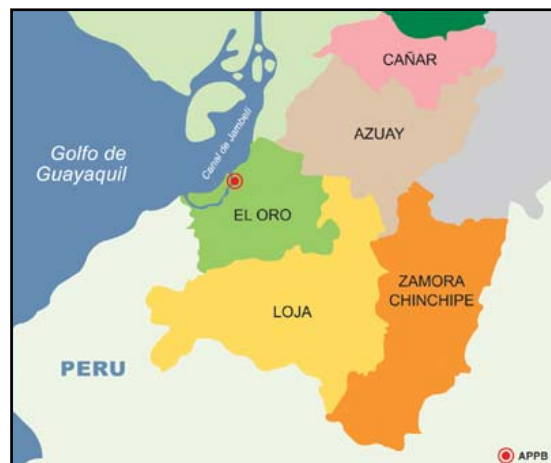 CAÑAR
AZUAY
Golfo de
Guayaquil
Canal de Jambelí
EL ORO
ZAMORA
CHINCHIPE
LOJA
PERU
APPB